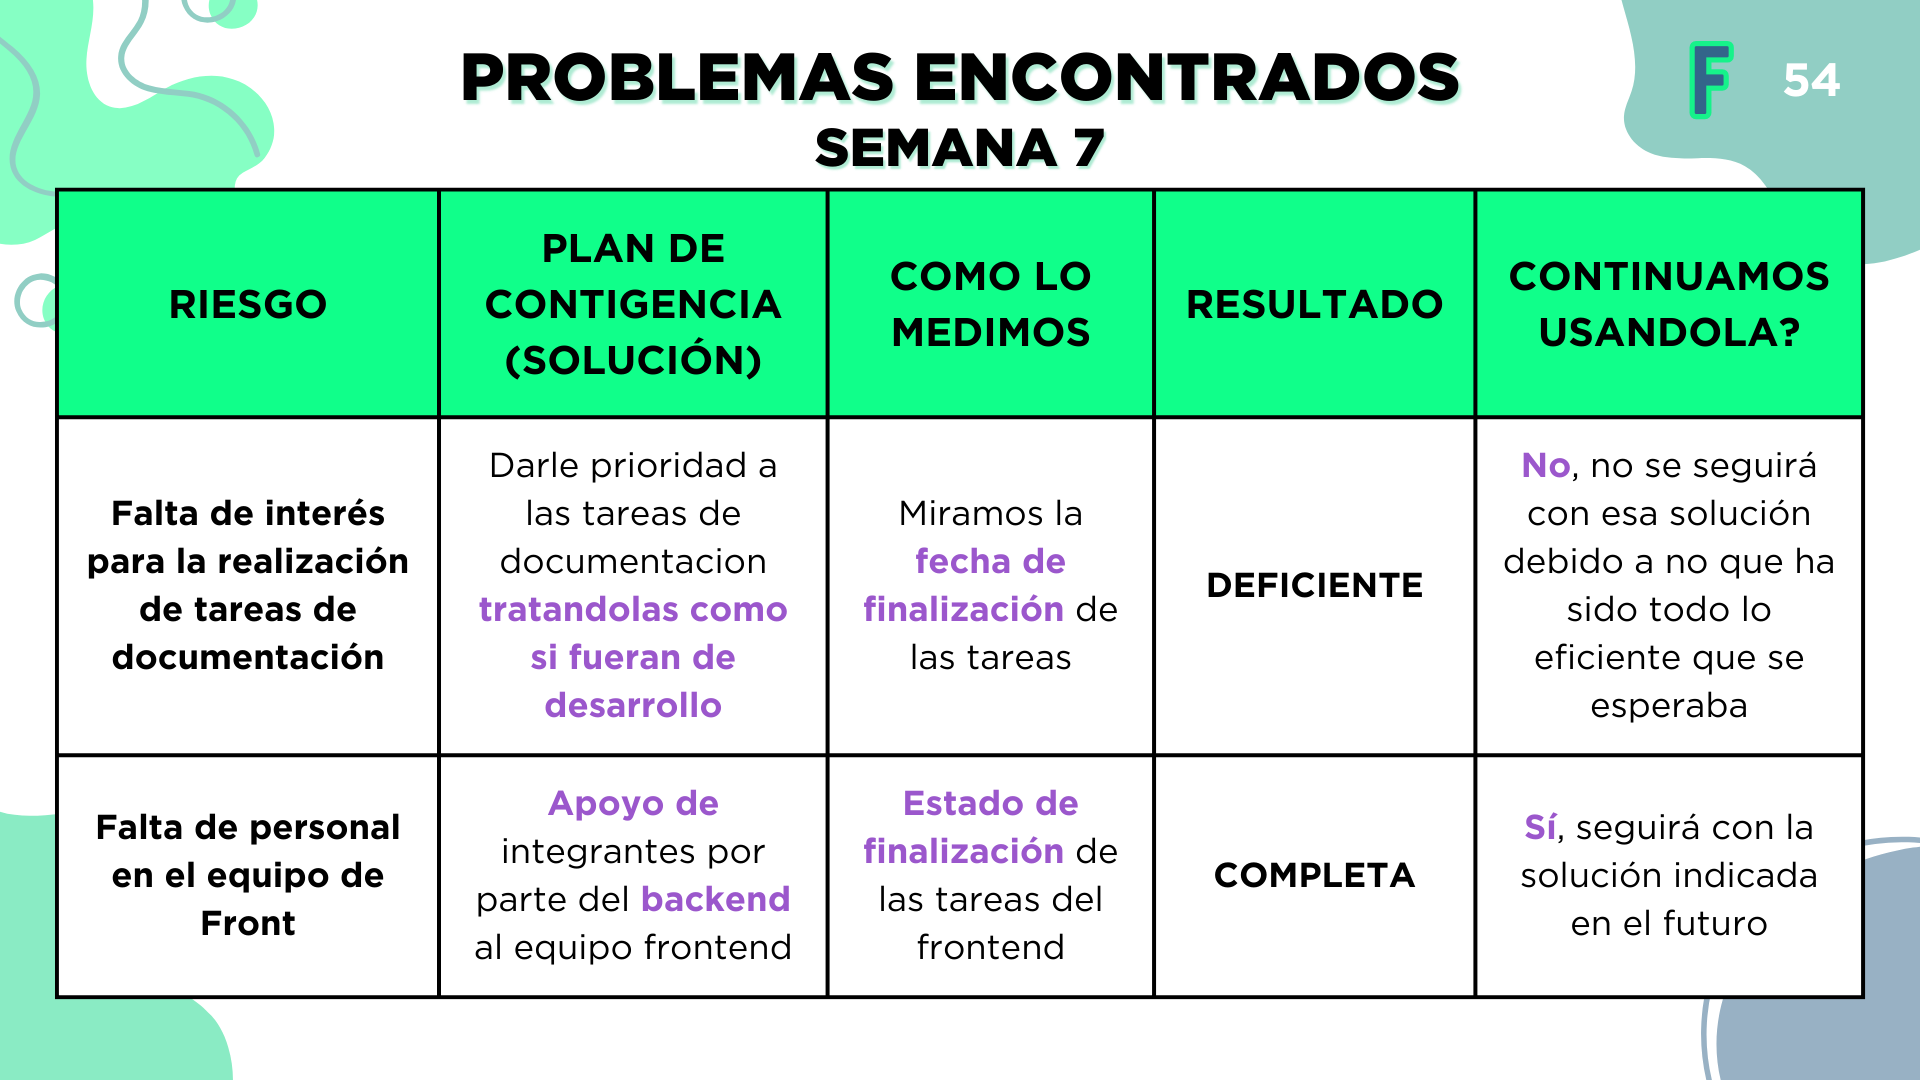 PROBLEMAS ENCONTRADOS
SEMANA 7
F
54
RIESGO
PLAN DE
CONTIGENCIA
(SOLUCIÓN)
COMO LO
MEDIMOS
RESULTADO
CONTINUAMOS
USANDOLA?
Falta de interés
para la realización
de tareas de
documentación
Darle prioridad a
las tareas de
documentacion
tratandolas como
si fueran de
desarrollo
Miramos la
fecha de
finalización de
las tareas
DEFICIENTE
No, no se seguirá
con esa solución
debido a no que ha
sido todo lo
eficiente que se
esperaba
Falta de personal
en el equipo de
Front
Apoyo de
integrantes por
parte del backend
al equipo frontend
Estado de
finalización de
las tareas del
frontend
COMPLETA
Sí, seguirá con la
solución indicada
en el futuro